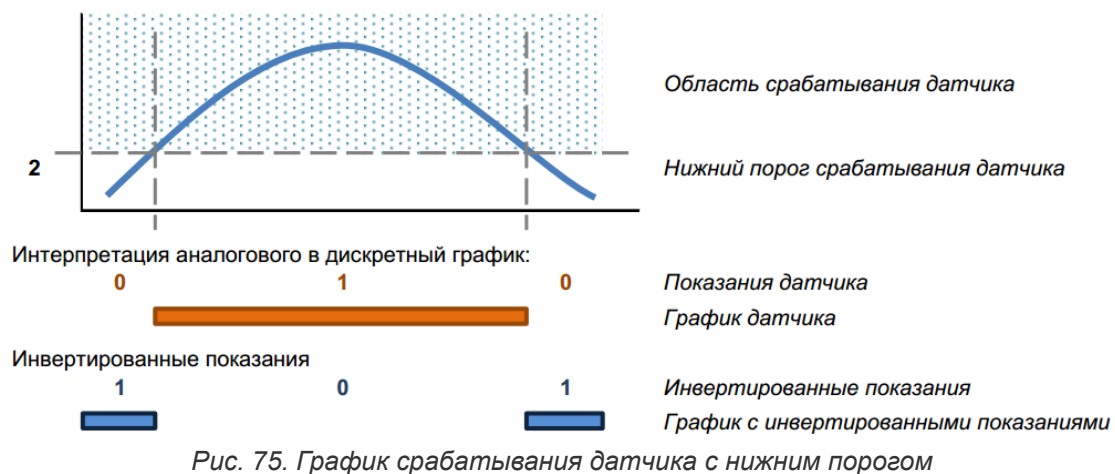 Область срабатывания датчика
2
Нижний порог срабатывания датчика
Интерпретация аналогового в дискретный график:
0 1 0 Показания датчика
График датчика
Инвертированные показания
1 0 1 Инвертированные показания
График с инвертированными показаниями
Рис. 75. График срабатывания датчика с нижним порогом